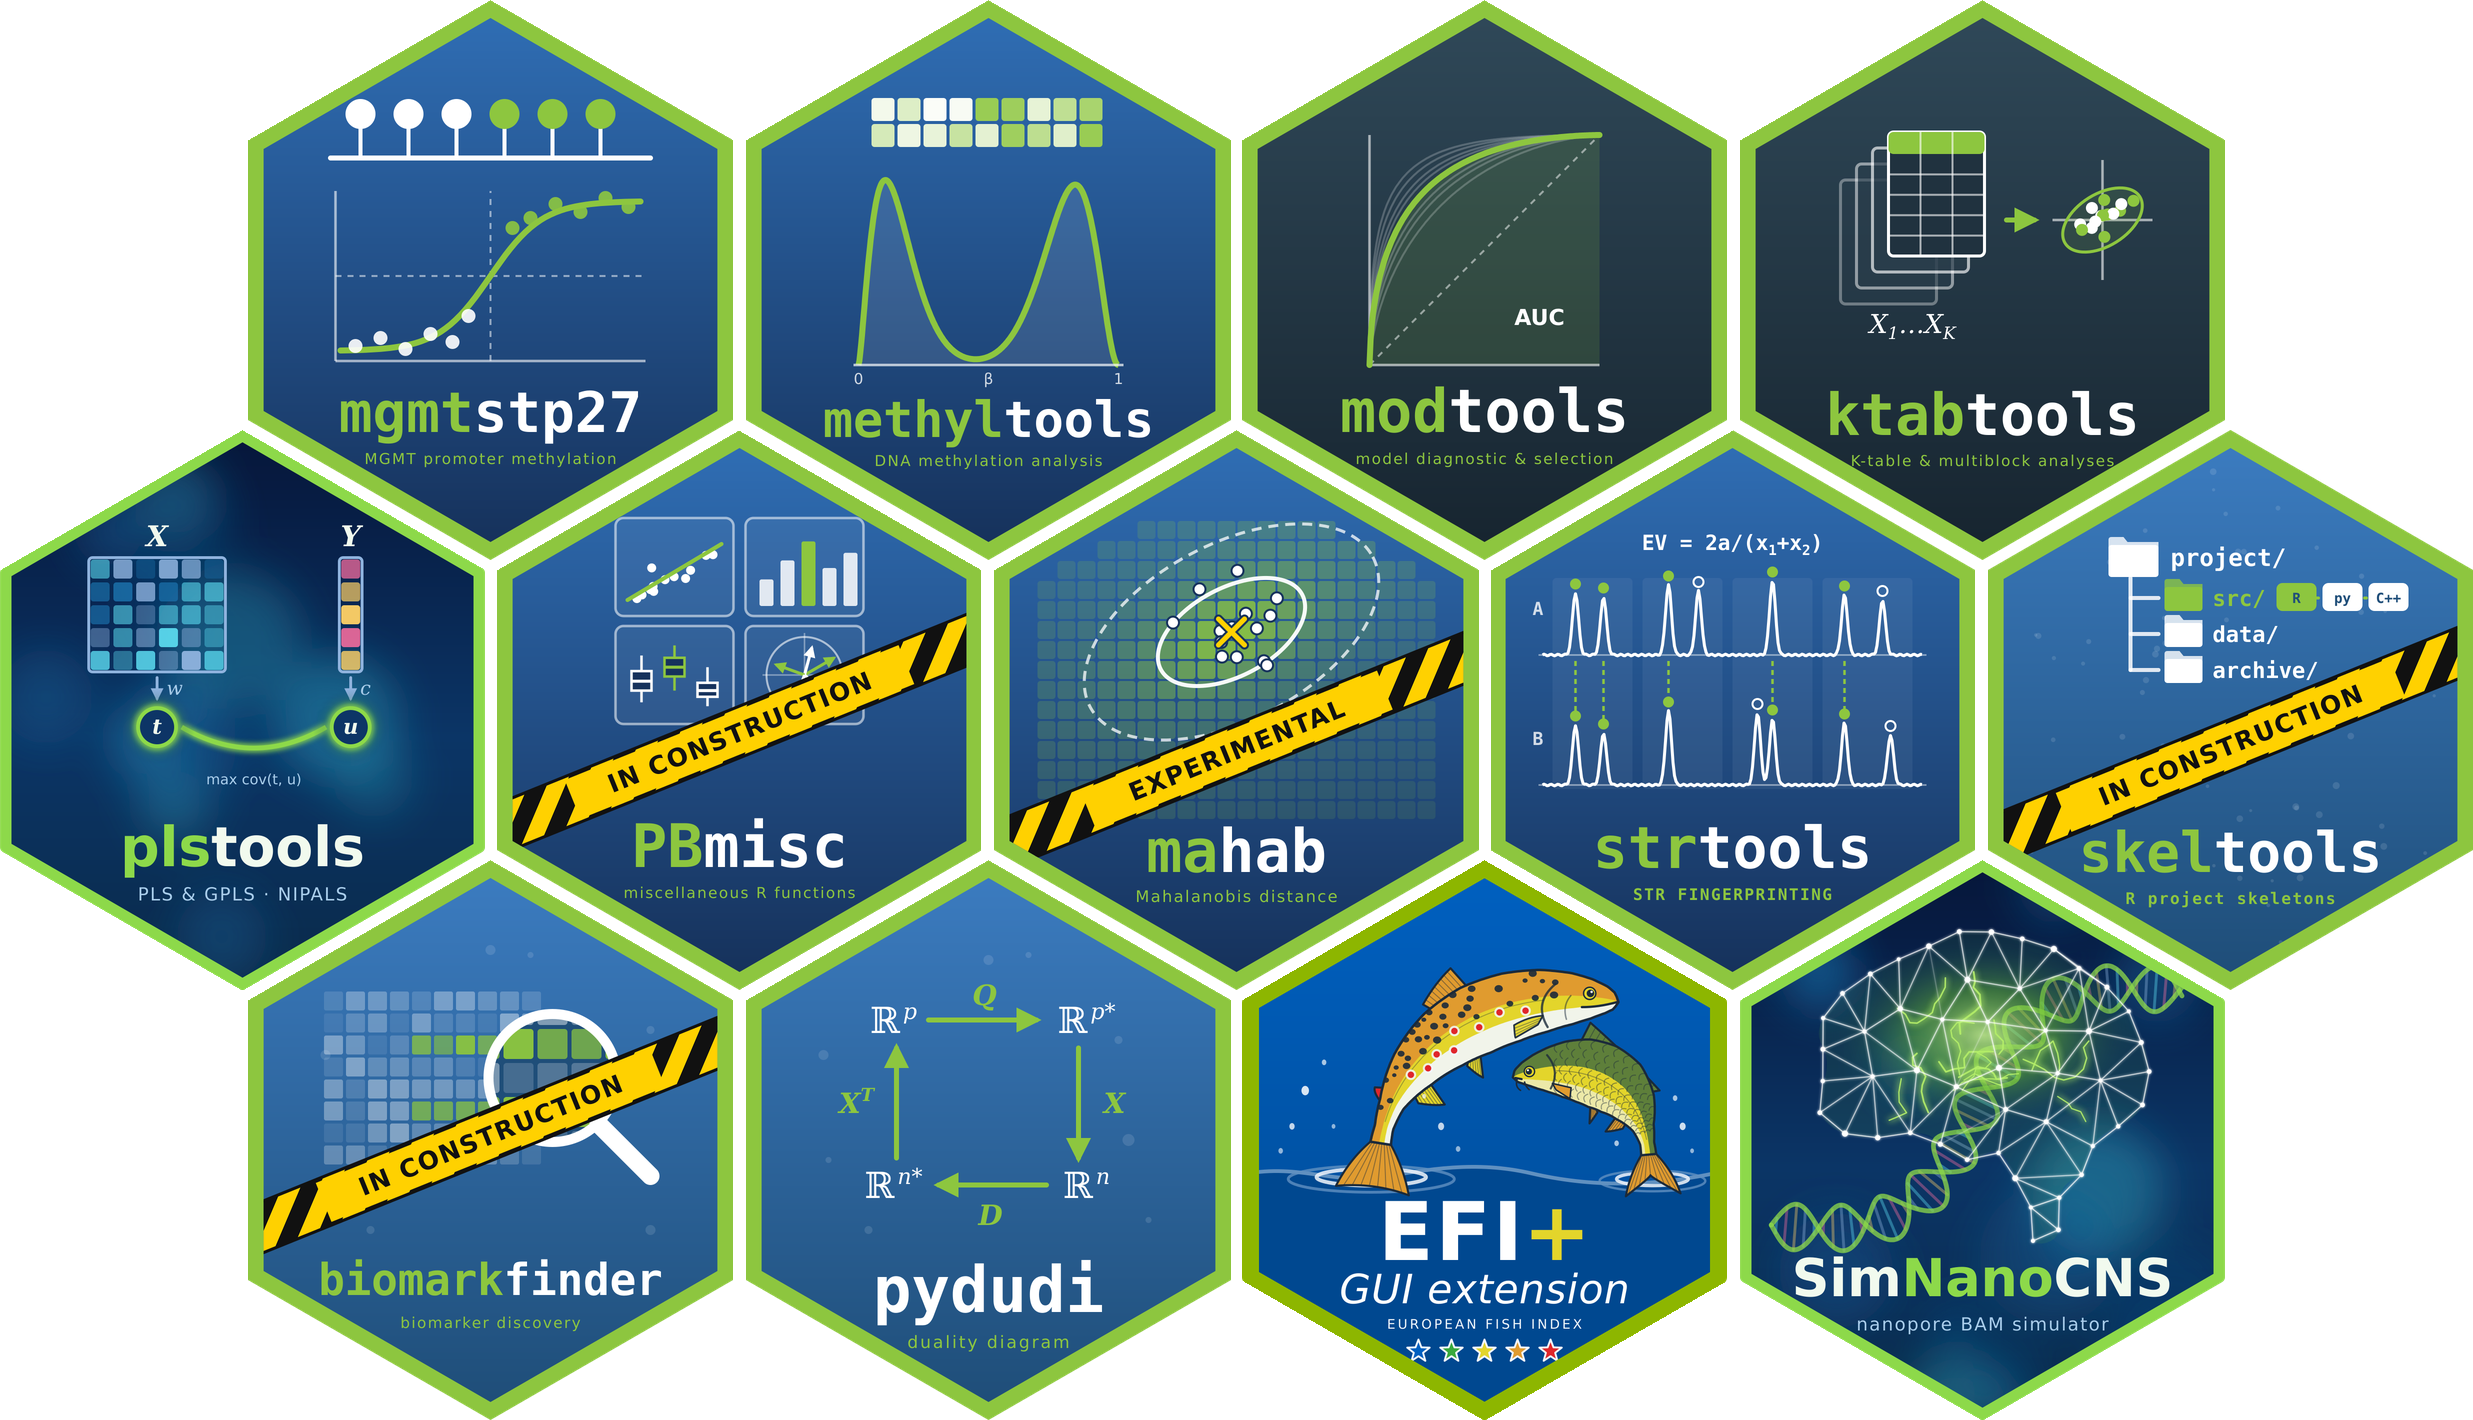 mgmtstp27
MGMT promoter methylation
0 β 1
methyltools
DNA methylation analysis
AUC
modtools
model diagnostic & selection
X1...XK
ktabtools
K-table & multiblock analyses
X Y
w c
t u
max cov(t, u)
plstools
PLS & GPLS · NIPALS
IN CONSTRUCTION
PBmisc
miscellaneous R functions
EXPERIMENTAL
mahab
Mahalanobis distance
EV = 2a/(x1+x2)
A
B
strtools
STR FINGERPRINTING
project/
src/ R py C++
data/
archive/
IN CONSTRUCTION
skeltools
R project skeletons
IN CONSTRUCTION
biomarkfinder
biomarker discovery
ℝp Q ℝp*
XT X
ℝn* D ℝn
pydudi
duality diagram
EFI+
GUI extension
EUROPEAN FISH INDEX
SimNanoCNS
nanopore BAM simulator